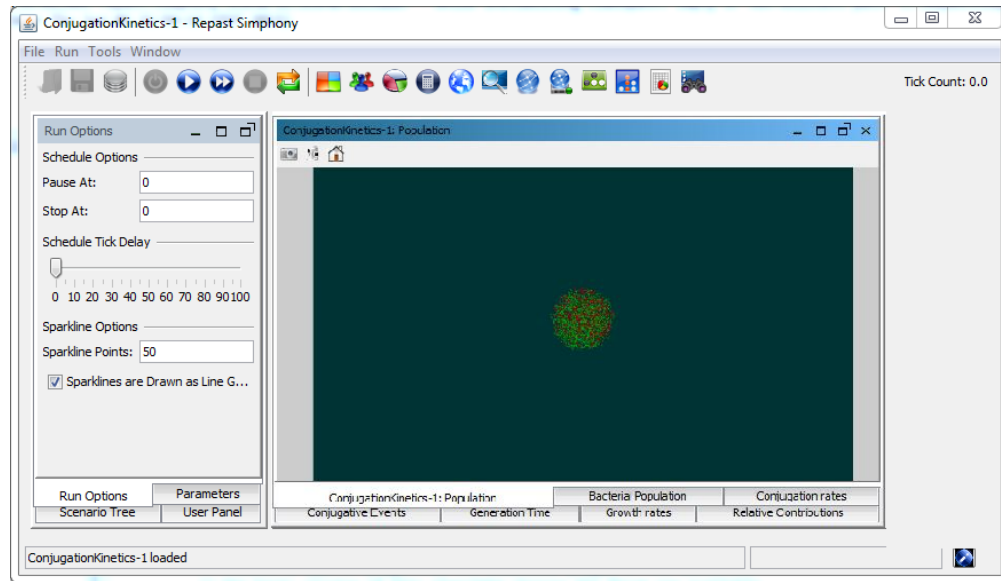 ConjugationKinetics-1 - Repast Simphony
File Run Tools Window
Tick Count: 0.0
Run Options
Schedule Options
Pause At: 0
Stop At: 0
Schedule Tick Delay
0 10 20 30 40 50 60 70 80 90 100
Sparkline Options
Sparkline Points: 50
Sparklines are Drawn as Line G...
Run Options Parameters
Scenario Tree User Panel
ConjugationKinetics-1: Population
ConjugationKinetics-1: Population Bacteria Population Conjugation rates
Conjugative Events Generation Time Growth rates Relative Contributions
ConjugationKinetics-1 loaded